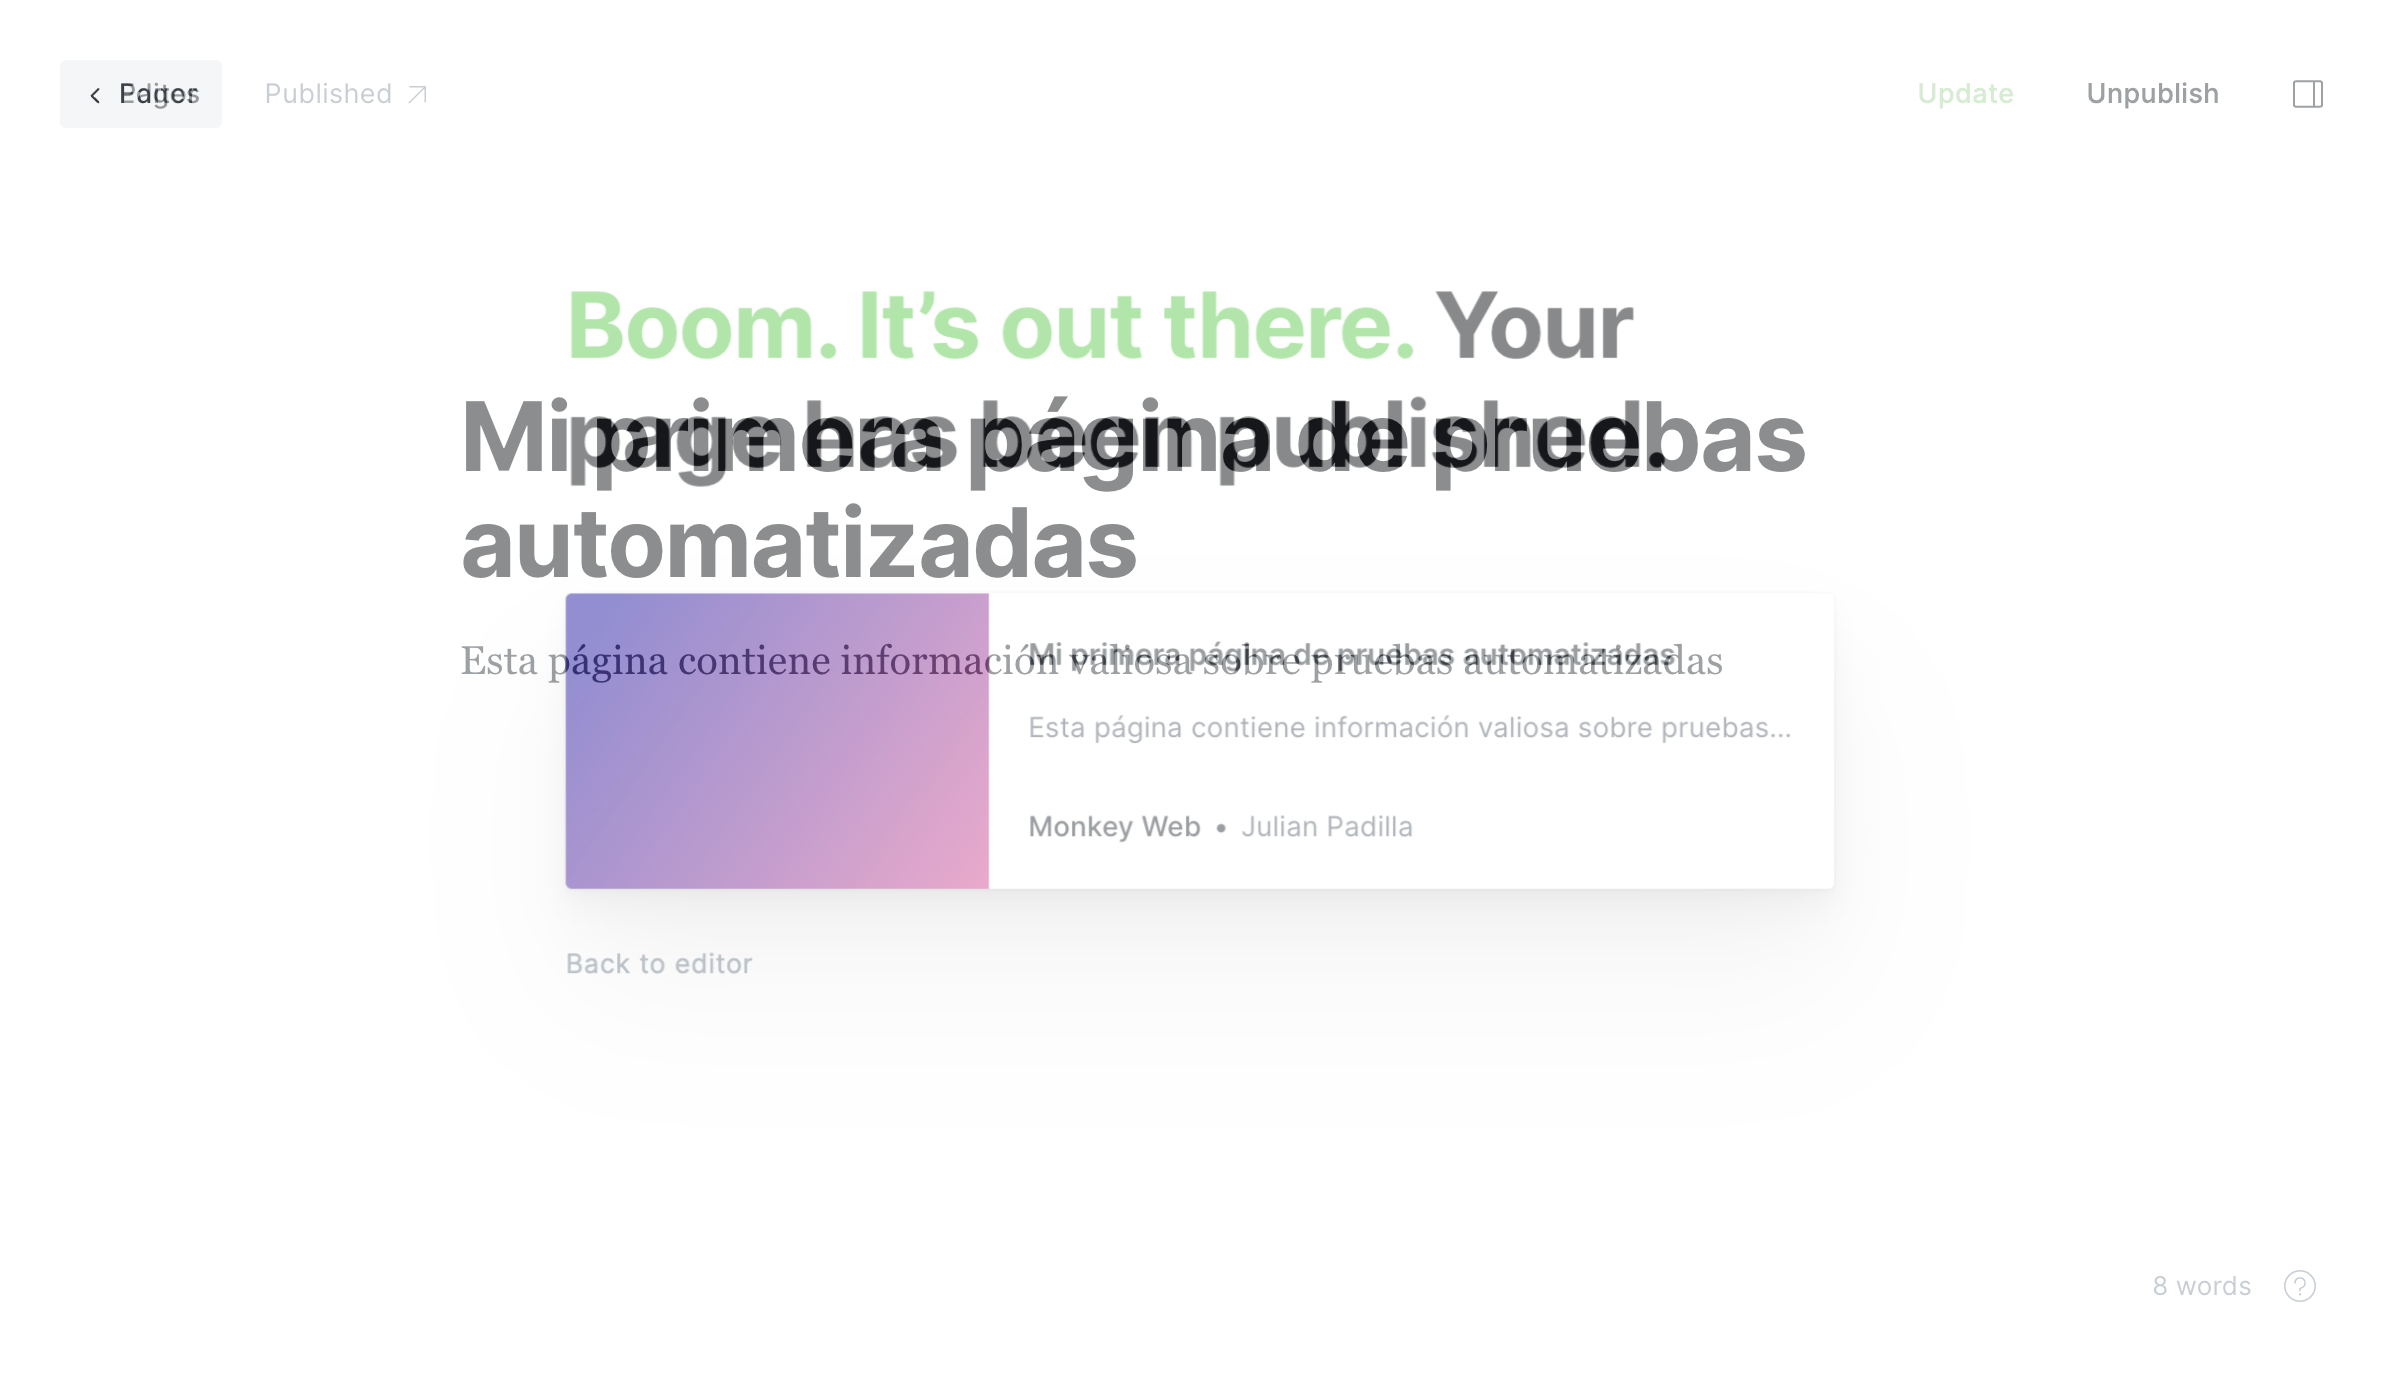 Editor
Pages
Published
Update
Unpublish
Boom. It’s out there. Your
page has been published.
Mi primera página de pruebas
automatizadas
Esta página contiene información valiosa sobre pruebas automatizadas
Mi primera página de pruebas automatizadas
Esta página contiene información valiosa sobre pruebas...
Monkey Web • Julian Padilla
Back to editor
8 words
?